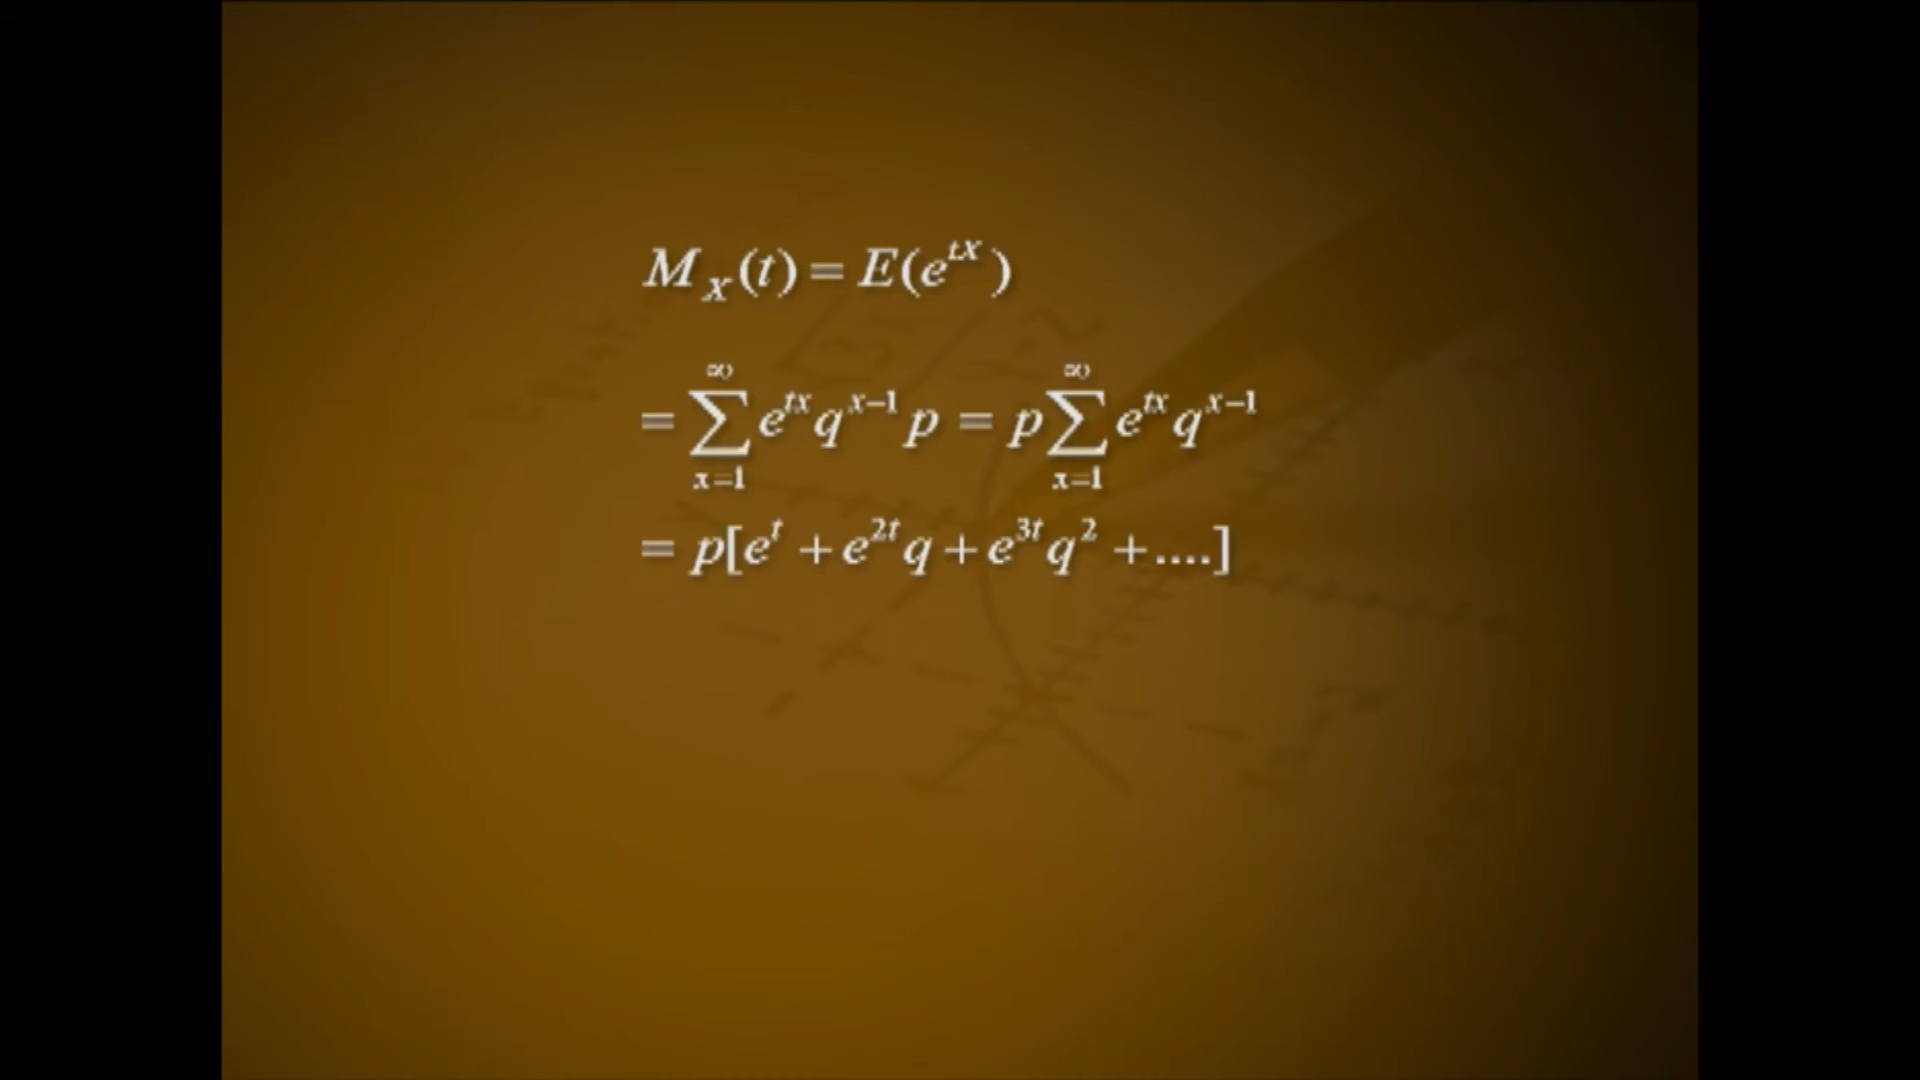 M_X(t) = E(e^{tX})
= \sum_{x=1}^{\infty} e^{tx} q^{x-1} p = p \sum_{x=1}^{\infty} e^{tx} q^{x-1}
= p[e^t + e^{2t} q + e^{3t} q^2 + ....]